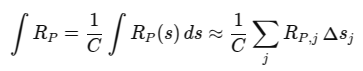 ∫ R_P = \frac{1}{C} ∫ R_P(s) ds ≈ \frac{1}{C} ∑_j R_{P,j} Δs_j